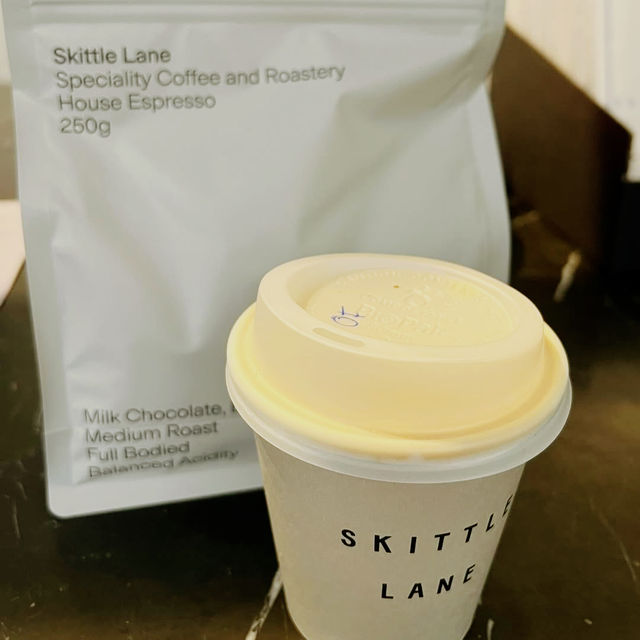 Skittle Lane
Speciality Coffee and Roastery
House Espresso
250g
Milk Chocolate,
Medium Roast
Full Bodied
Balanced Acidity
SKITTLE
LANE